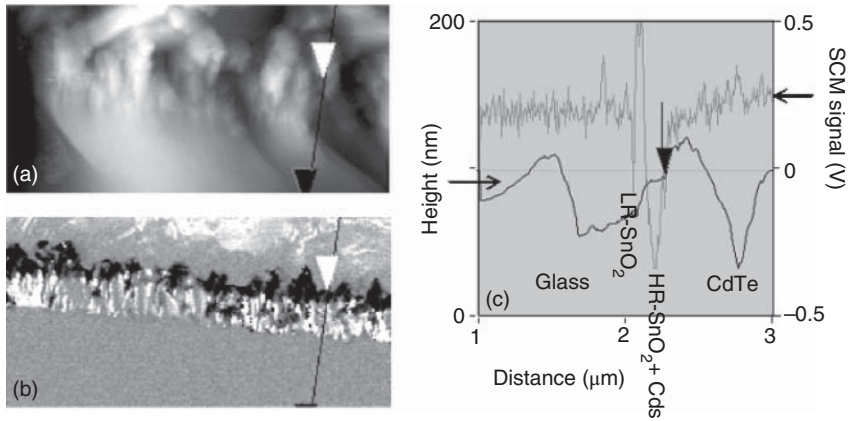 (a)
(b)
200
0.5
Height (nm)
SCM signal (V)
0
LR-SnO₂
Glass
HR-SnO₂+ Cds
CdTe
(c)
0
–0.5
1
2
3
Distance (μm)